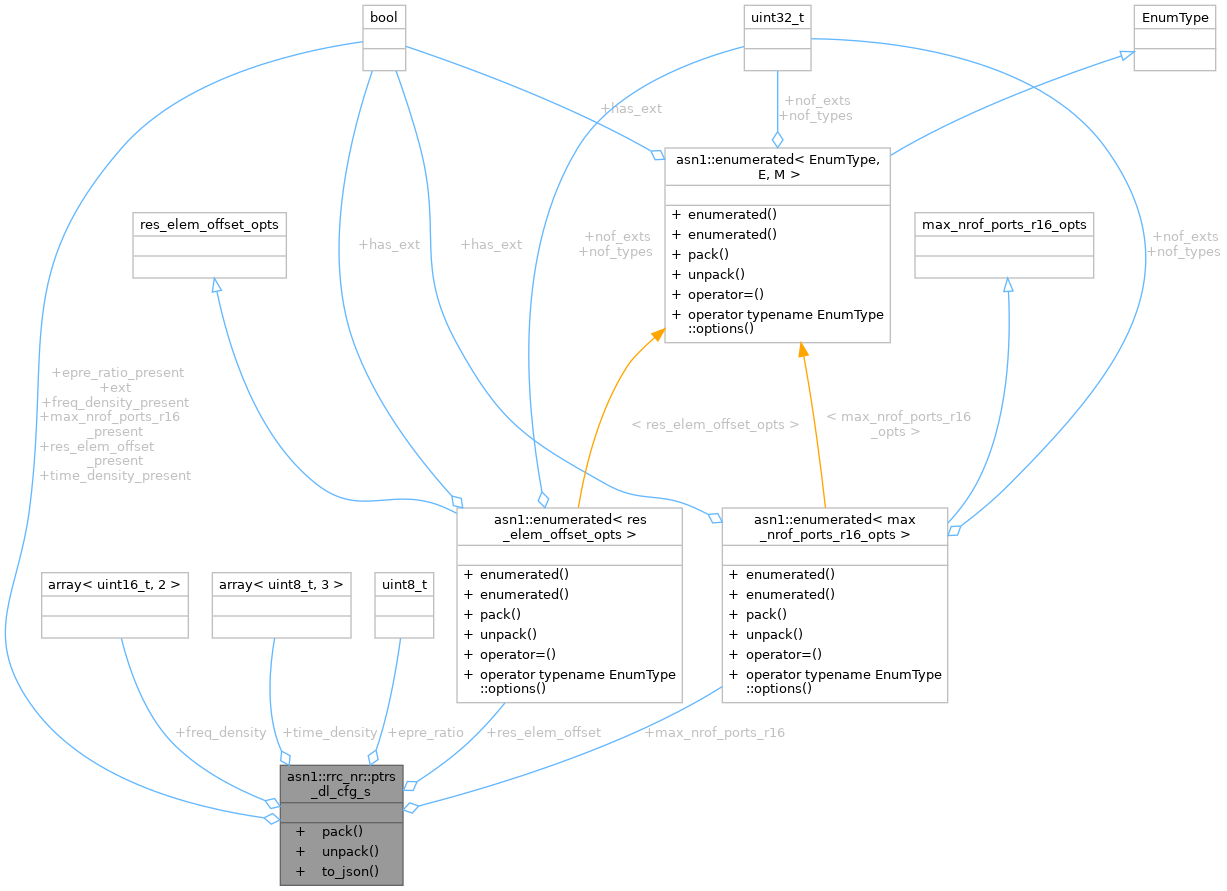 bool
uint32_t
EnumType
+has_ext
+nof_exts
+nof_types
asn1::enumerated< EnumType,
E, M >
+ enumerated()
+ enumerated()
+ pack()
+ unpack()
+ operator=()
+ operator typename EnumType
::options()
res_elem_offset_opts
max_nrof_ports_r16_opts
+has_ext
+has_ext
+nof_exts
+nof_types
+nof_exts
+nof_types
+epre_ratio_present
+ext
+freq_density_present
+max_nrof_ports_r16
_present
+res_elem_offset
_present
+time_density_present
< res_elem_offset_opts >
< max_nrof_ports_r16
_opts >
asn1::enumerated< res
_elem_offset_opts >
+ enumerated()
+ enumerated()
+ pack()
+ unpack()
+ operator=()
+ operator typename EnumType
::options()
asn1::enumerated< max
_nrof_ports_r16_opts >
+ enumerated()
+ enumerated()
+ pack()
+ unpack()
+ operator=()
+ operator typename EnumType
::options()
array< uint16_t, 2 >
array< uint8_t, 3 >
uint8_t
+freq_density
+time_density
+epre_ratio
+res_elem_offset
+max_nrof_ports_r16
asn1::rrc_nr::ptrs
_dl_cfg_s
+ pack()
+ unpack()
+ to_json()